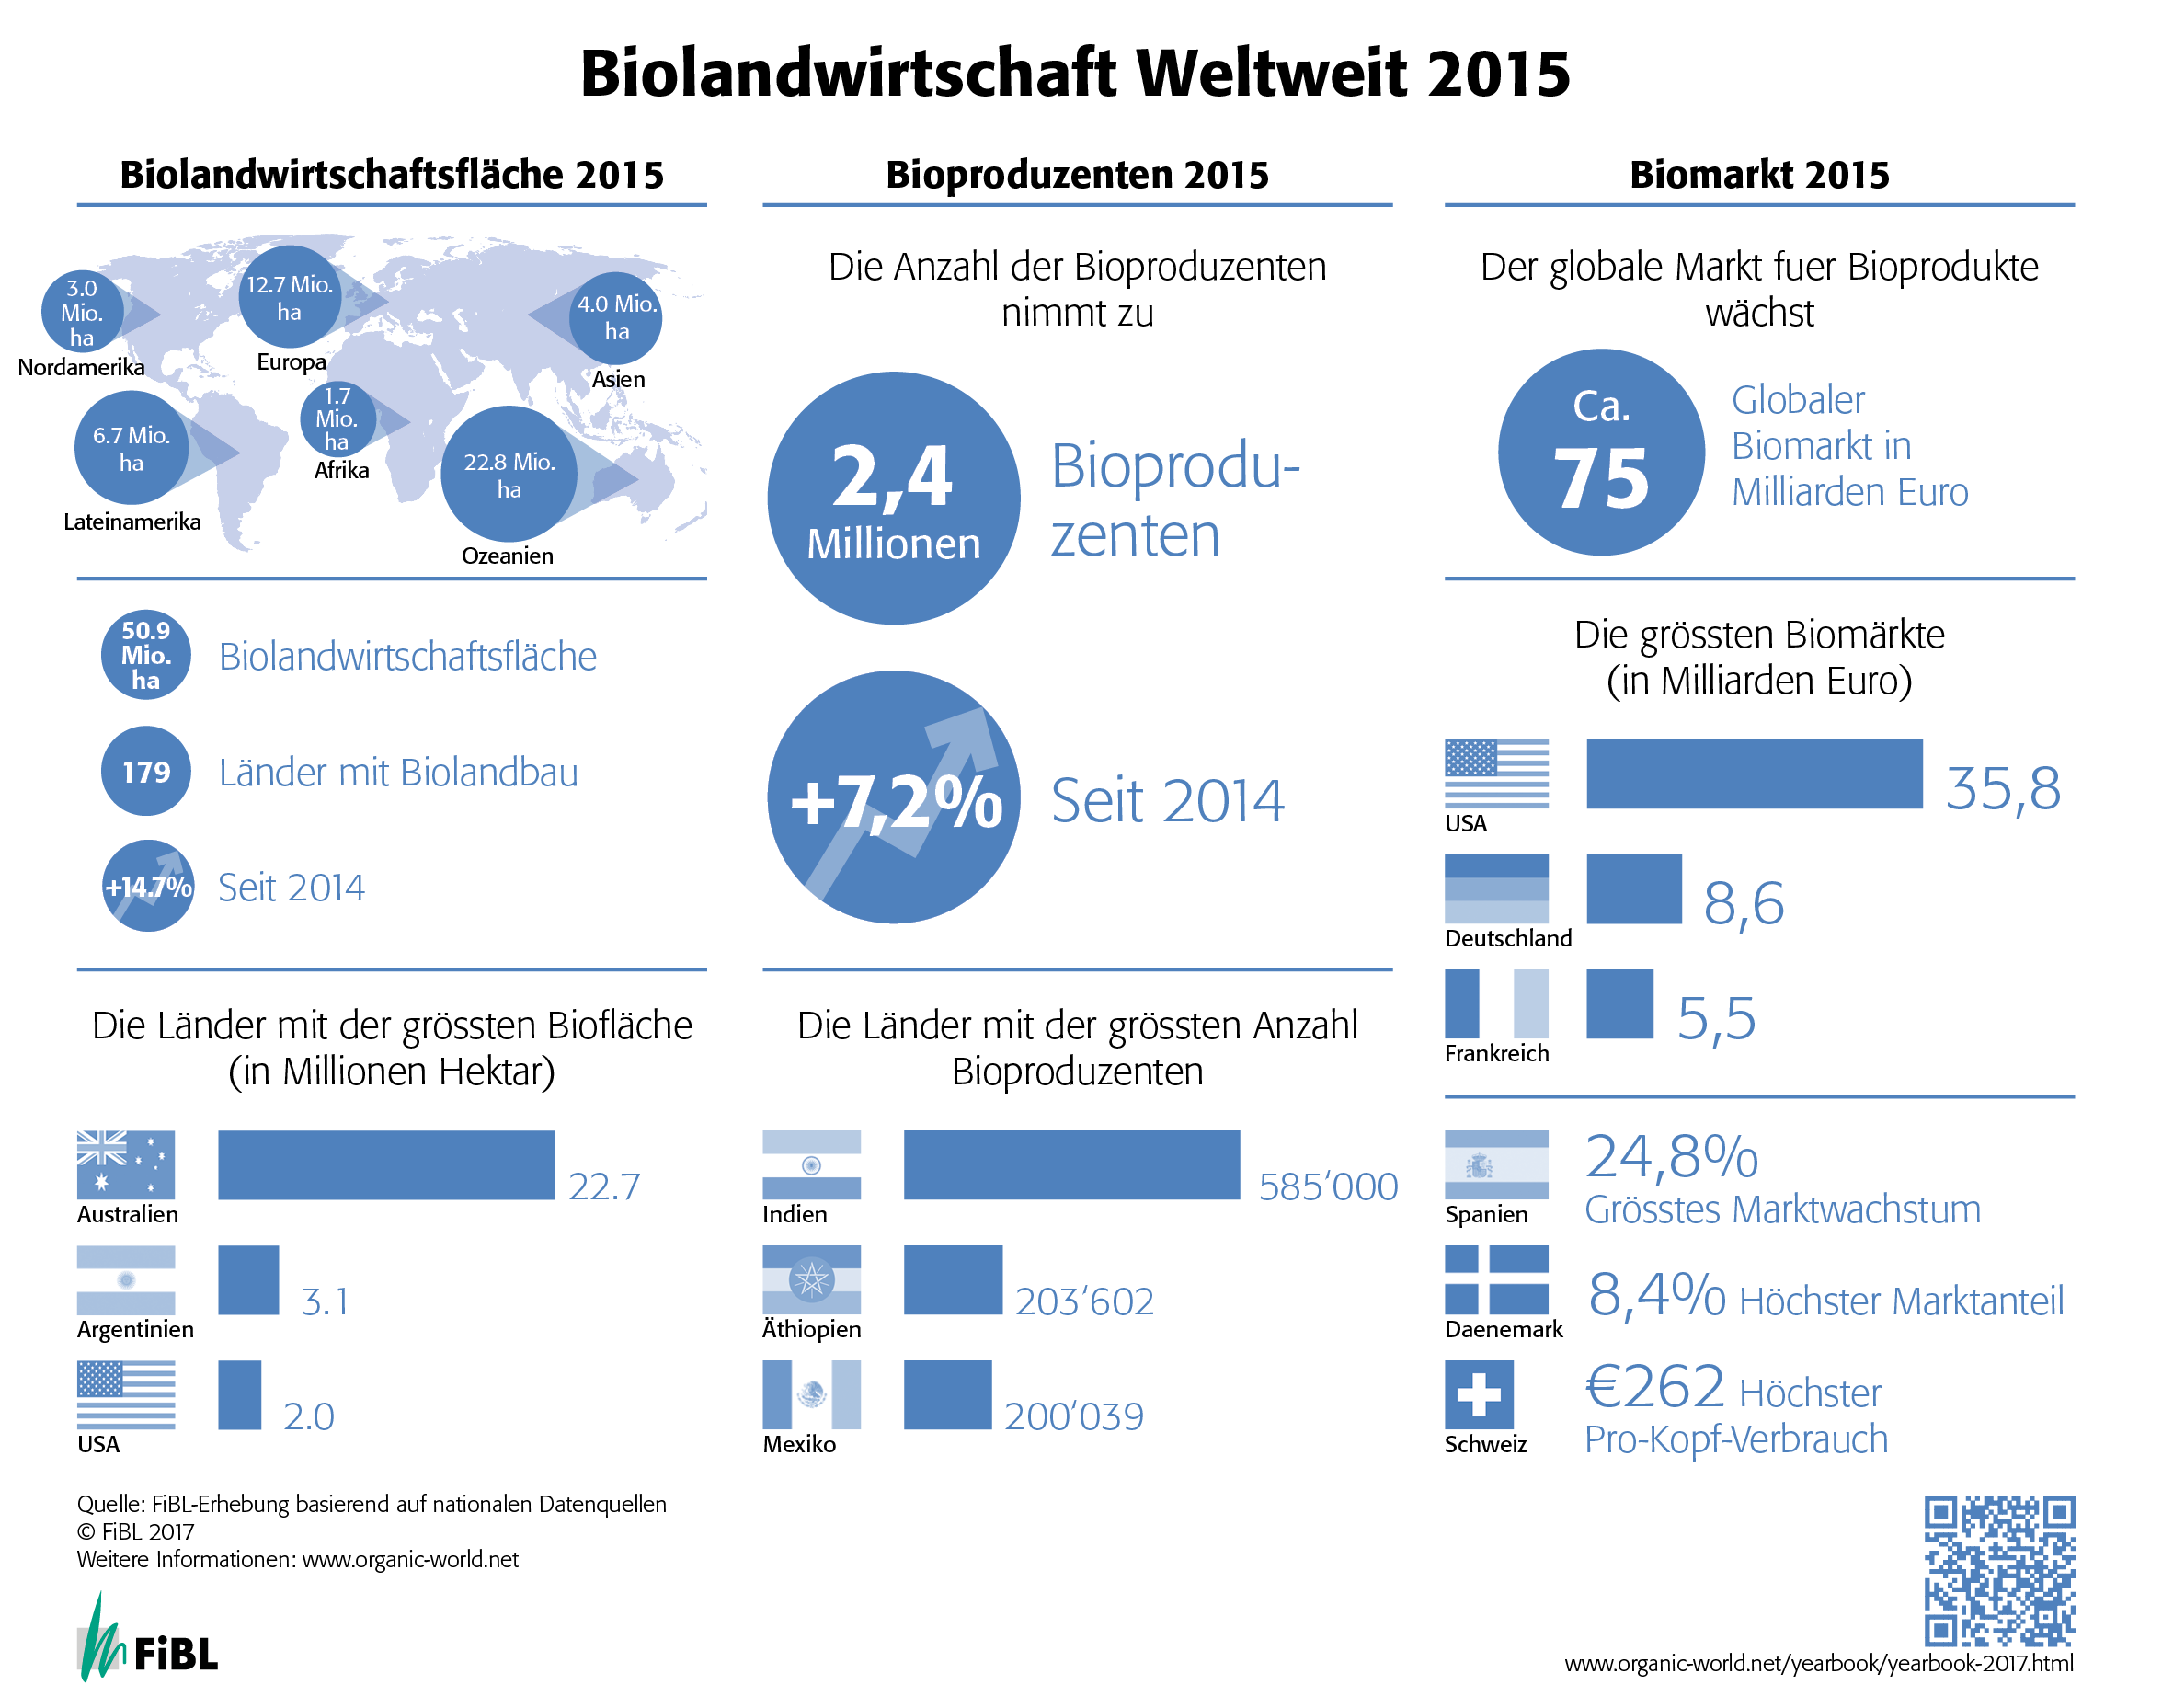 Biolandwirtschaft Weltweit 2015
Biolandwirtschaftsfläche 2015
3.0
Mio.
ha
Nordamerika
12.7 Mio.
ha
Europa
4.0 Mio.
ha
Asien
6.7 Mio.
ha
Lateinamerika
1.7
Mio.
ha
Afrika
22.8 Mio.
ha
Ozeanien
50.9
Mio.
ha
Biolandwirtschaftsfläche
179
Länder mit Biolandbau
+14.7%
Seit 2014
Die Länder mit der grössten Biofläche
(in Millionen Hektar)
Australien
22.7
Argentinien
3.1
USA
2.0
Bioproduzenten 2015
Die Anzahl der Bioproduzenten
nimmt zu
2,4
Millionen
Bioprodu-
zenten
+7,2%
Seit 2014
Die Länder mit der grössten Anzahl
Bioproduzenten
Indien
585‘000
Äthiopien
203‘602
Mexiko
200‘039
Biomarkt 2015
Der globale Markt fuer Bioprodukte
wächst
Ca.
75
Globaler
Biomarkt in
Milliarden Euro
Die grössten Biomärkte
(in Milliarden Euro)
USA
35,8
Deutschland
8,6
Frankreich
5,5
Spanien
24,8%
Grösstes Marktwachstum
Daenemark
8,4% Höchster Marktanteil
Schweiz
€262 Höchster
Pro-Kopf-Verbrauch
Quelle: FiBL-Erhebung basierend auf nationalen Datenquellen
© FiBL 2017
Weitere Informationen: www.organic-world.net
FiBL
www.organic-world.net/yearbook/yearbook-2017.html